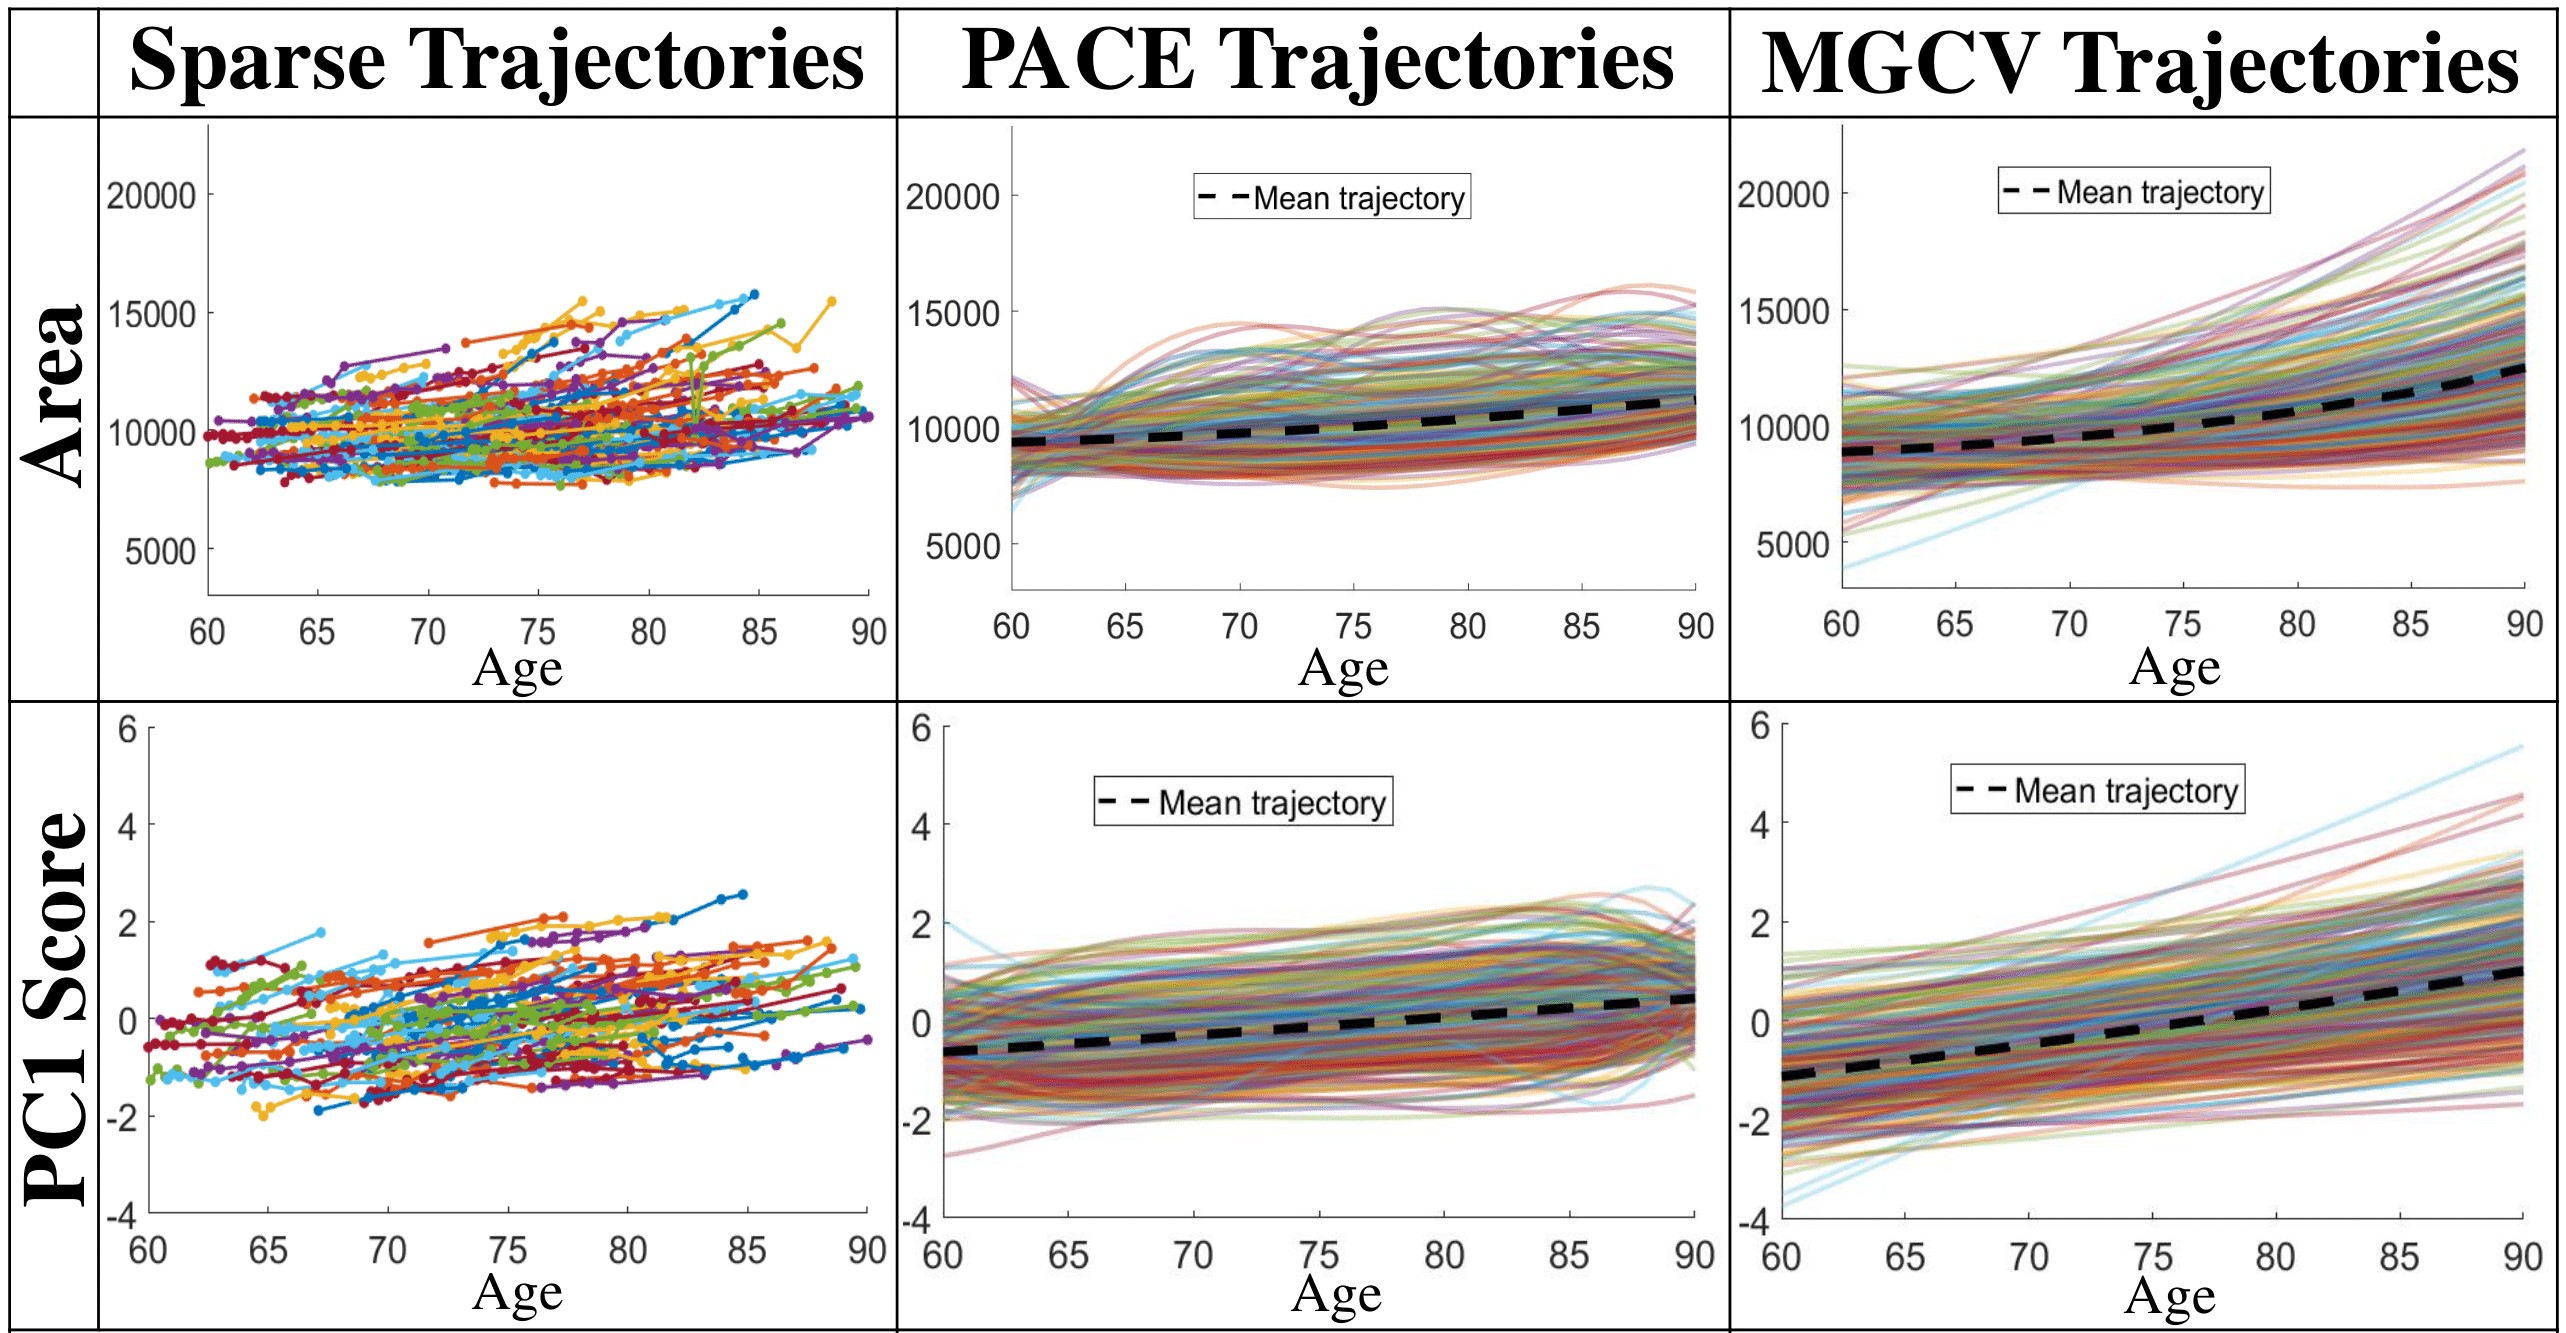 Sparse Trajectories
PACE Trajectories
MGCV Trajectories
Area
20000
15000
10000
5000
60 65 70 75 80 85 90
Age
Mean trajectory
20000
15000
10000
5000
60 65 70 75 80 85 90
Age
Mean trajectory
20000
15000
10000
5000
60 65 70 75 80 85 90
Age
PC1 Score
6
4
2
0
-2
-4
60 65 70 75 80 85 90
Age
Mean trajectory
6
4
2
0
-2
-4
60 65 70 75 80 85 90
Age
Mean trajectory
6
4
2
0
-2
-4
60 65 70 75 80 85 90
Age